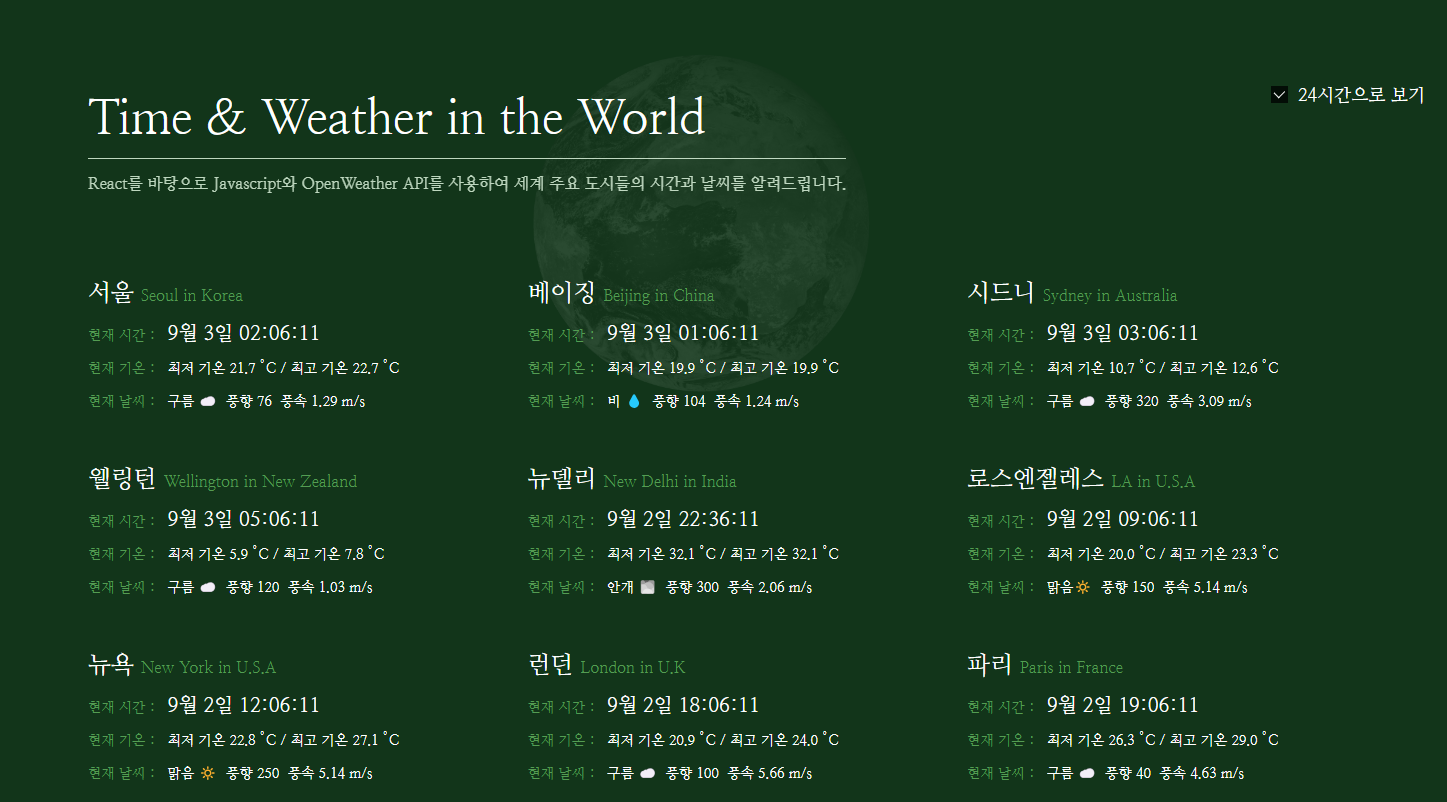 Time & Weather in the World
24시간으로 보기
React를 바탕으로 Javascript와 OpenWeather API를 사용하여 세계 주요 도시들의 시간과 날씨를 알려드립니다.
서울 Seoul in Korea
현재 시간 : 9월 3일 02:06:11
현재 기온 : 최저 기온 21.7 ˚C / 최고 기온 22.7 ˚C
현재 날씨 : 구름 ☁ 풍향 76 풍속 1.29 m/s
베이징 Beijing in China
현재 시간 : 9월 3일 01:06:11
현재 기온 : 최저 기온 19.9 ˚C / 최고 기온 19.9 ˚C
현재 날씨 : 비 💧 풍향 104 풍속 1.24 m/s
시드니 Sydney in Australia
현재 시간 : 9월 3일 03:06:11
현재 기온 : 최저 기온 10.7 ˚C / 최고 기온 12.6 ˚C
현재 날씨 : 구름 ☁ 풍향 320 풍속 3.09 m/s
웰링턴 Wellington in New Zealand
현재 시간 : 9월 3일 05:06:11
현재 기온 : 최저 기온 5.9 ˚C / 최고 기온 7.8 ˚C
현재 날씨 : 구름 ☁ 풍향 120 풍속 1.03 m/s
뉴델리 New Delhi in India
현재 시간 : 9월 2일 22:36:11
현재 기온 : 최저 기온 32.1 ˚C / 최고 기온 32.1 ˚C
현재 날씨 : 안개 🌫 풍향 300 풍속 2.06 m/s
로스엔젤레스 LA in U.S.A
현재 시간 : 9월 2일 09:06:11
현재 기온 : 최저 기온 20.0 ˚C / 최고 기온 23.3 ˚C
현재 날씨 : 맑음 🔆 풍향 150 풍속 5.14 m/s
뉴욕 New York in U.S.A
현재 시간 : 9월 2일 12:06:11
현재 기온 : 최저 기온 22.8 ˚C / 최고 기온 27.1 ˚C
현재 날씨 : 맑음 🔆 풍향 250 풍속 5.14 m/s
런던 London in U.K
현재 시간 : 9월 2일 18:06:11
현재 기온 : 최저 기온 20.9 ˚C / 최고 기온 24.0 ˚C
현재 날씨 : 구름 ☁ 풍향 100 풍속 5.66 m/s
파리 Paris in France
현재 시간 : 9월 2일 19:06:11
현재 기온 : 최저 기온 26.3 ˚C / 최고 기온 29.0 ˚C
현재 날씨 : 구름 ☁ 풍향 40 풍속 4.63 m/s